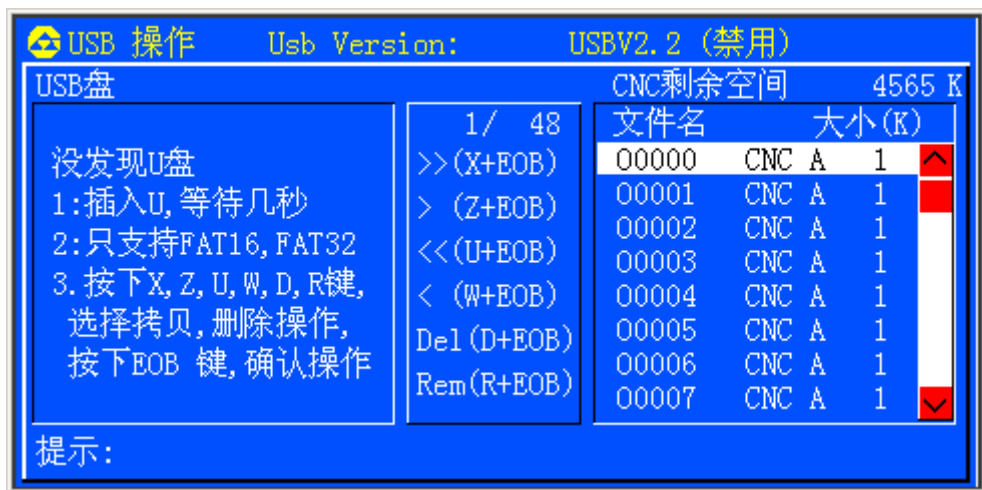 USB 操作 Usb Version: USBV2.2 (禁用)
USB盘 CNC剩余空间 4565 K
没发现U盘
1:插入U,等待几秒
2:只支持FAT16,FAT32
3.按下X,Z,U,W,D,R键,
选择拷贝,删除操作,
按下EOB 键,确认操作
1/ 48
>>(X+EOB)
> (Z+EOB)
<<(U+EOB)
< (W+EOB)
Del(D+EOB)
Rem(R+EOB)
文件名 大小(K)
O0000 CNC A 1
O0001 CNC A 1
O0002 CNC A 1
O0003 CNC A 1
O0004 CNC A 1
O0005 CNC A 1
O0006 CNC A 1
O0007 CNC A 1
提示: